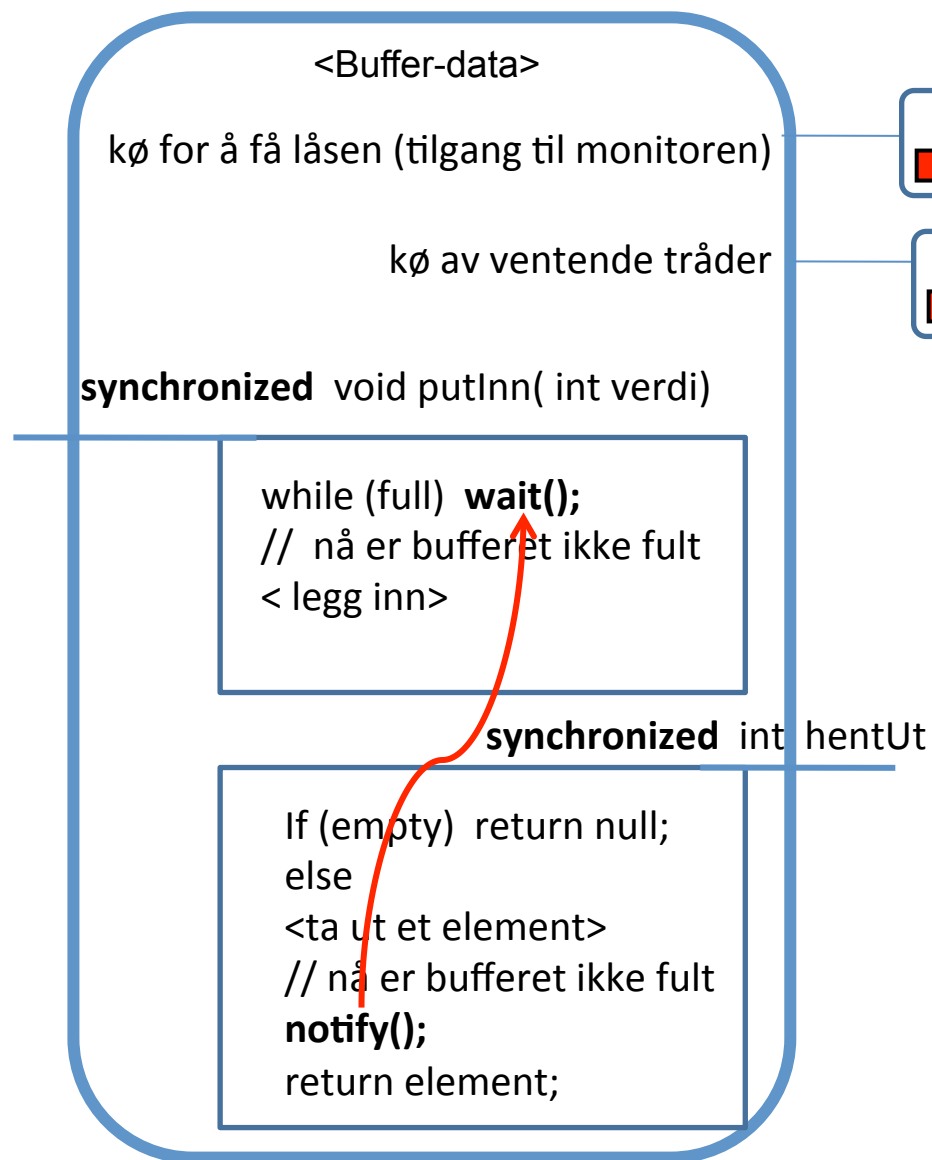 <Buffer-data>
kø for å få låsen (tilgang til monitoren)
kø av ventende tråder
synchronized void putInn( int verdi)
while (full) wait();
// nå er bufferet ikke fult
< legg inn>
synchronized int hentUt
If (empty) return null;
else
<ta ut et element>
// nå er bufferet ikke fult
notify();
return element;